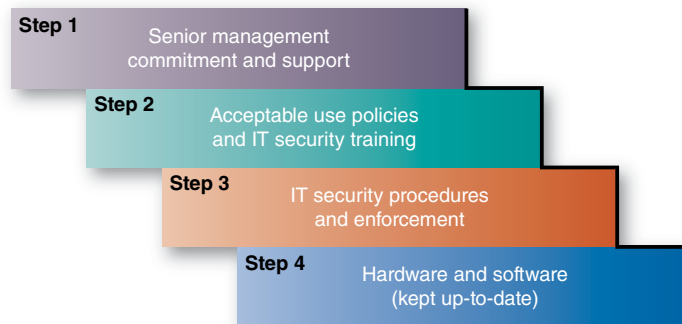 Step 1
Senior management
commitment and support
Step 2
Acceptable use policies
and IT security training
Step 3
IT security procedures
and enforcement
Step 4
Hardware and software
(kept up-to-date)